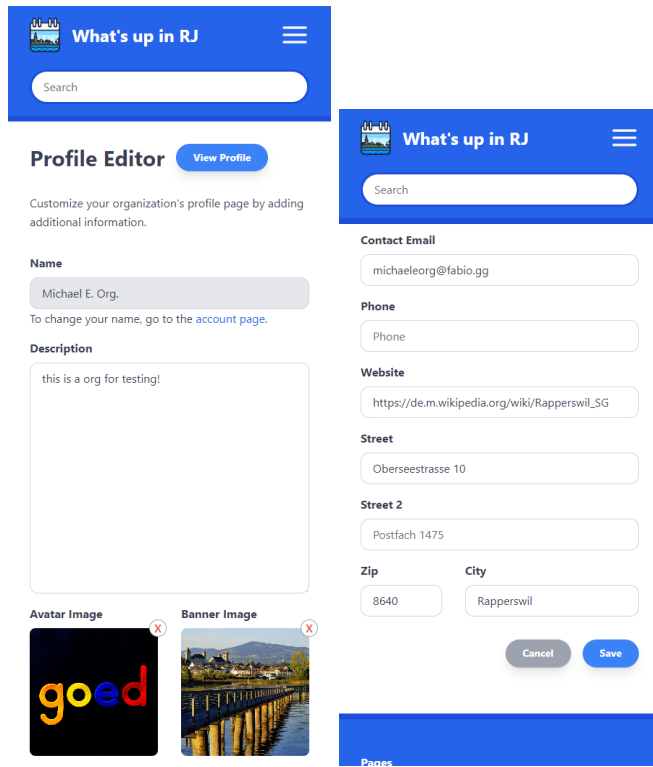 What's up in RJ
Search
Profile Editor
View Profile
Customize your organization's profile page by adding
additional information.
Name
Michael E. Org.
To change your name, go to the account page.
Description
this is a org for testing!
Avatar Image
Banner Image
X
X
goed
What's up in RJ
Search
Contact Email
michaeleorg@fabio.gg
Phone
Phone
Website
https://de.m.wikipedia.org/wiki/Rapperswil_SG
Street
Oberseestrasse 10
Street 2
Postfach 1475
Zip
City
8640
Rapperswil
Cancel
Save
Pages